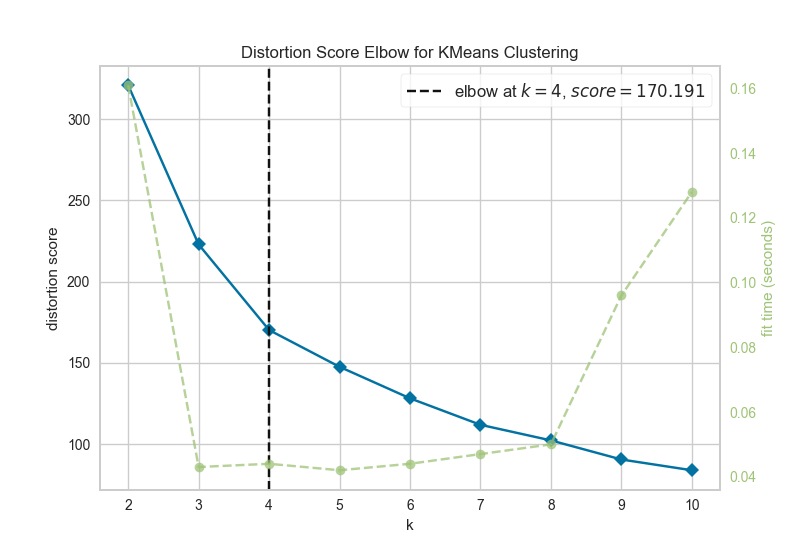 Distortion Score Elbow for KMeans Clustering
elbow at k = 4, score = 170.191
distortion score
300
250
200
150
100
0.16
0.14
0.12
0.10
0.08
0.06
0.04
fit time (seconds)
2 3 4 5 6 7 8 9 10
k